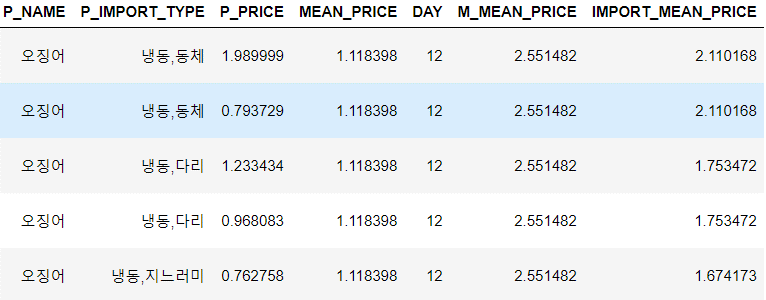 P_NAME P_IMPORT_TYPE P_PRICE MEAN_PRICE DAY M_MEAN_PRICE IMPORT_MEAN_PRICE
오징어 냉동,동체 1.989999 1.118398 12 2.551482 2.110168
오징어 냉동,동체 0.793729 1.118398 12 2.551482 2.110168
오징어 냉동,다리 1.233434 1.118398 12 2.551482 1.753472
오징어 냉동,다리 0.968083 1.118398 12 2.551482 1.753472
오징어 냉동,지느러미 0.762758 1.118398 12 2.551482 1.674173